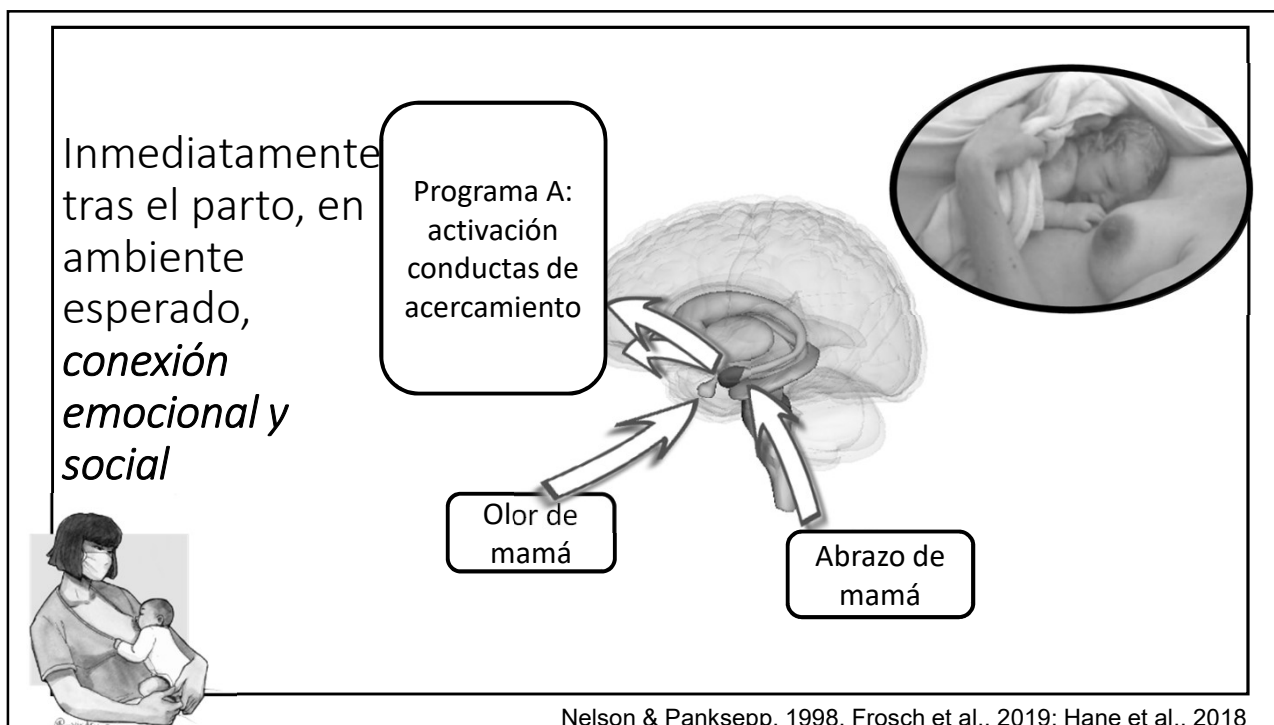 Inmediatamente
tras el parto, en
ambiente
esperado,
conexión
emocional y
social
Programa A:
activación
conductas de
acercamiento
Olor de
mamá
Abrazo de
mamá
Nelson & Panksepp, 1998, Frosch et al., 2019; Hane et al., 2018